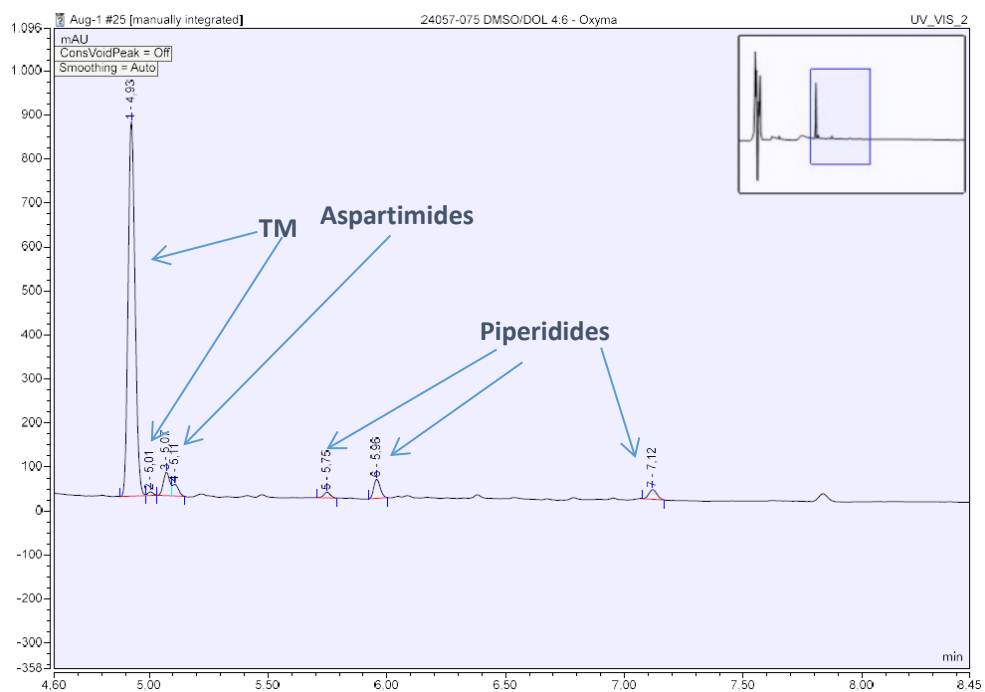 Aug-1 #25 [manually integrated] 24057-075 DMSO/DOL 4:6 - Oxyma UV_VIS_2
1.096
mAU
ConsVoidPeak = Off
Smoothing = Auto
1.000
900
800
700
600
500
400
300
200
100
0
-100
-200
-300
-358
1 - 4,93
2 - 5,01
3 - 5,07
4 - 5,11
5 - 5,75
6 - 5,96
7 - 7,12
TM
Aspartimides
Piperidides
min
4,60 5,00 5,50 6,00 6,50 7,00 7,50 8,00 8,45